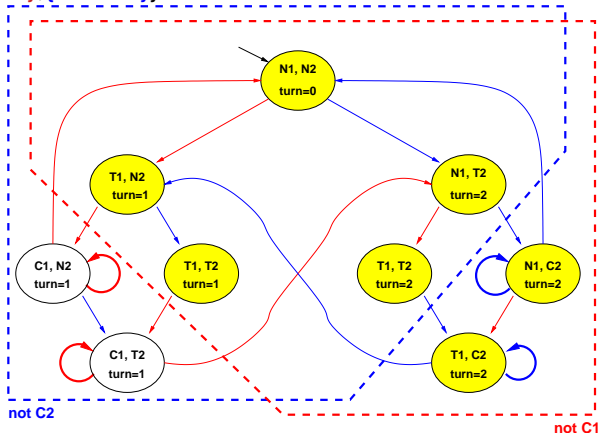 N1, N2
turn=0
T1, N2
turn=1
N1, T2
turn=2
C1, N2
turn=1
T1, T2
turn=1
T1, T2
turn=2
N1, C2
turn=2
C1, T2
turn=1
T1, C2
turn=2
not C2
not C1